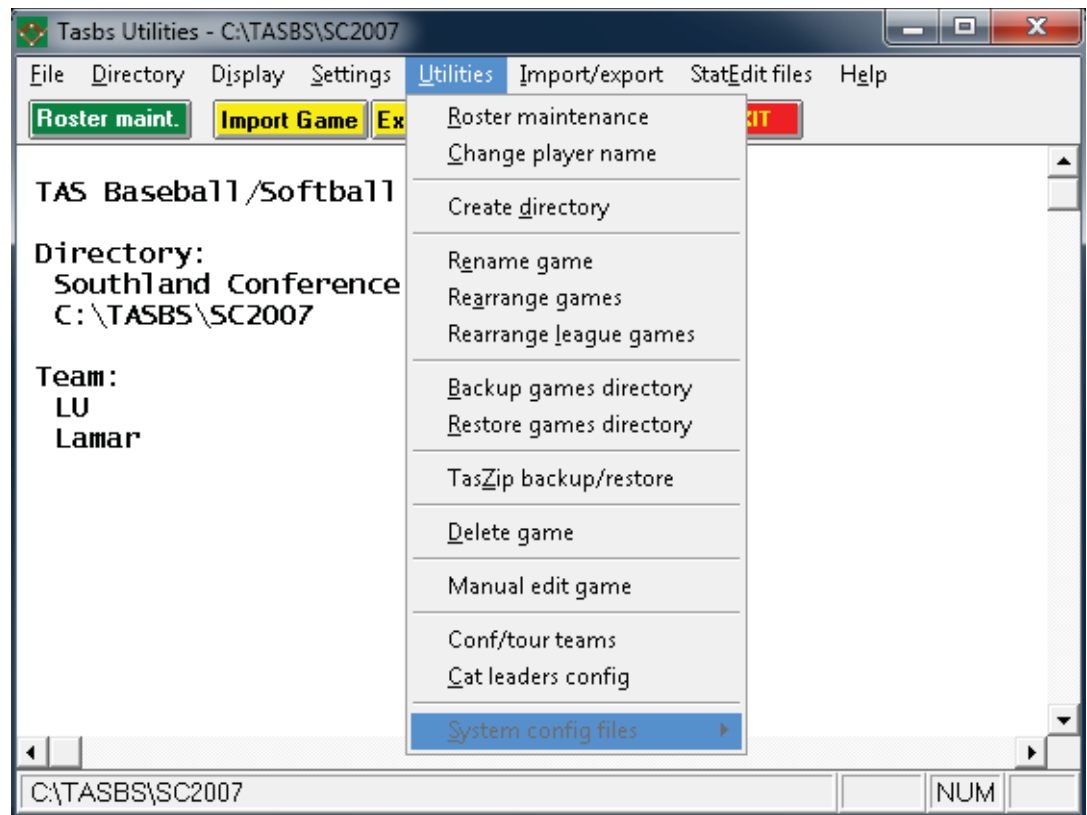 Tasbs Utilities - C:\TASBS\SC2007
File Directory Display Settings Utilities Import/export StatEdit files Help
Roster maint. Import Game Ex IT
TAS Baseball/Softball
Directory:
Southland Conference
C:\TASBS\SC2007
Team:
LU
Lamar
Roster maintenance
Change player name
Create directory
Rename game
Rearrange games
Rearrange league games
Backup games directory
Restore games directory
TasZip backup/restore
Delete game
Manual edit game
Conf/tour teams
Cat leaders config
System config files
C:\TASBS\SC2007 NUM